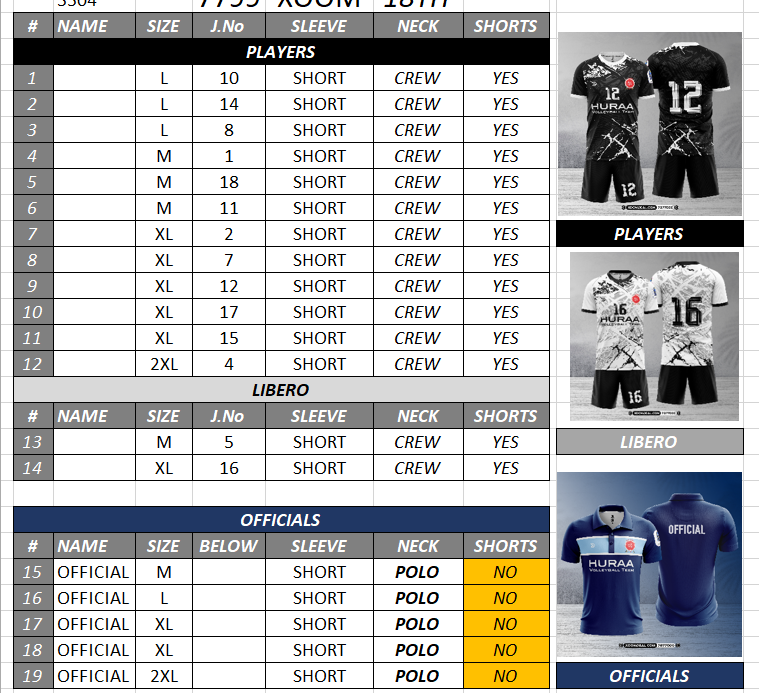 # NAME SIZE J.No SLEEVE NECK SHORTS
PLAYERS
1 L 10 SHORT CREW YES
2 L 14 SHORT CREW YES
3 L 8 SHORT CREW YES
4 M 1 SHORT CREW YES
5 M 18 SHORT CREW YES
6 M 11 SHORT CREW YES
7 XL 2 SHORT CREW YES
8 XL 7 SHORT CREW YES
9 XL 12 SHORT CREW YES
10 XL 17 SHORT CREW YES
11 XL 15 SHORT CREW YES
12 2XL 4 SHORT CREW YES
LIBERO
# NAME SIZE J.No SLEEVE NECK SHORTS
13 M 5 SHORT CREW YES
14 XL 16 SHORT CREW YES
OFFICIALS
# NAME SIZE BELOW SLEEVE NECK SHORTS
15 OFFICIAL M SHORT POLO NO
16 OFFICIAL L SHORT POLO NO
17 OFFICIAL XL SHORT POLO NO
18 OFFICIAL XL SHORT POLO NO
19 OFFICIAL 2XL SHORT POLO NO
12
HURAA
VOLLEYBALL TEAM
12
12
PLAYERS
16
HURAA
VOLLEYBALL TEAM
16
16
LIBERO
OFFICIAL
HURAA
VOLLEYBALL TEAM
OFFICIALS